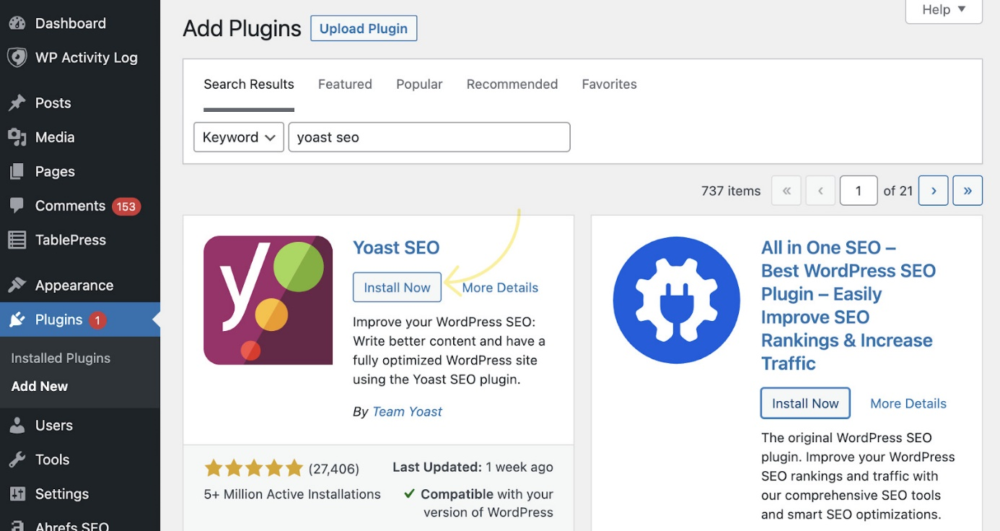 Dashboard
WP Activity Log
Posts
Media
Pages
Comments 153
TablePress
Appearance
Plugins 1
Installed Plugins
Add New
Users
Tools
Settings
Ahrefs SEO
Help
Add Plugins Upload Plugin
Search Results Featured Popular Recommended Favorites
Keyword yoast seo
737 items « ‹ 1 of 21 › »
y
Yoast SEO
Install Now More Details
Improve your WordPress SEO:
Write better content and have a
fully optimized WordPress site
using the Yoast SEO plugin.
By Team Yoast
(27,406)
5+ Million Active Installations
Last Updated: 1 week ago
Compatible with your
version of WordPress
All in One SEO –
Best WordPress SEO
Plugin – Easily
Improve SEO
Rankings & Increase
Traffic
Install Now More Details
The original WordPress SEO
plugin. Improve your WordPress
SEO rankings and traffic with
our comprehensive SEO tools
and smart SEO optimizations.